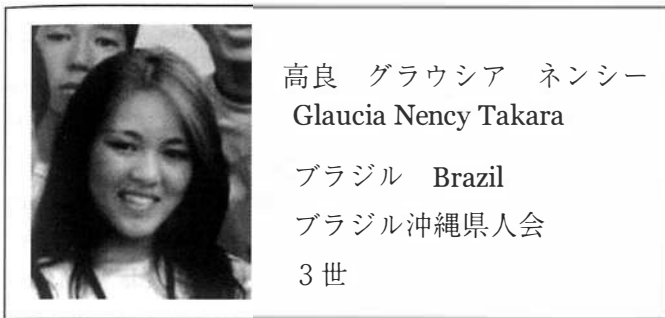 高良　グラウシア　ネンシー
Glaucia Nency Takara
ブラジル　Brazil
ブラジル沖縄県人会
３世